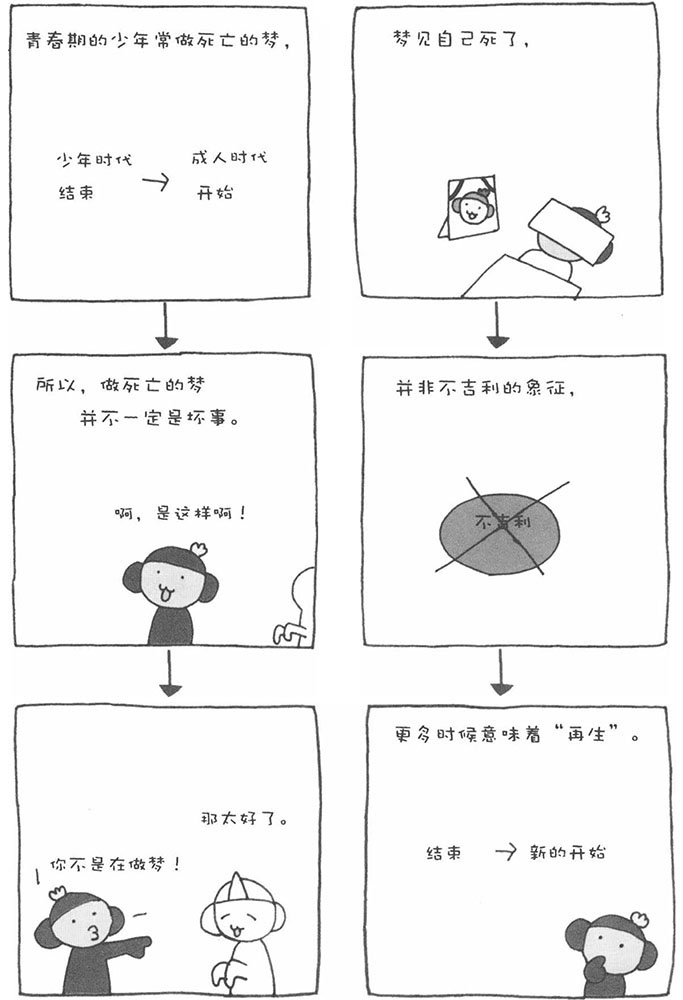 梦见自己死了，
并非不吉利的象征，
不吉利
更多时候意味着“再生”。
结束 → 新的开始
青春期的少年常做死亡的梦，
少年时代
结束
→
成人时代
开始
所以，做死亡的梦
并不一定是坏事。
啊，是这样啊！
那太好了。
你不是在做梦！